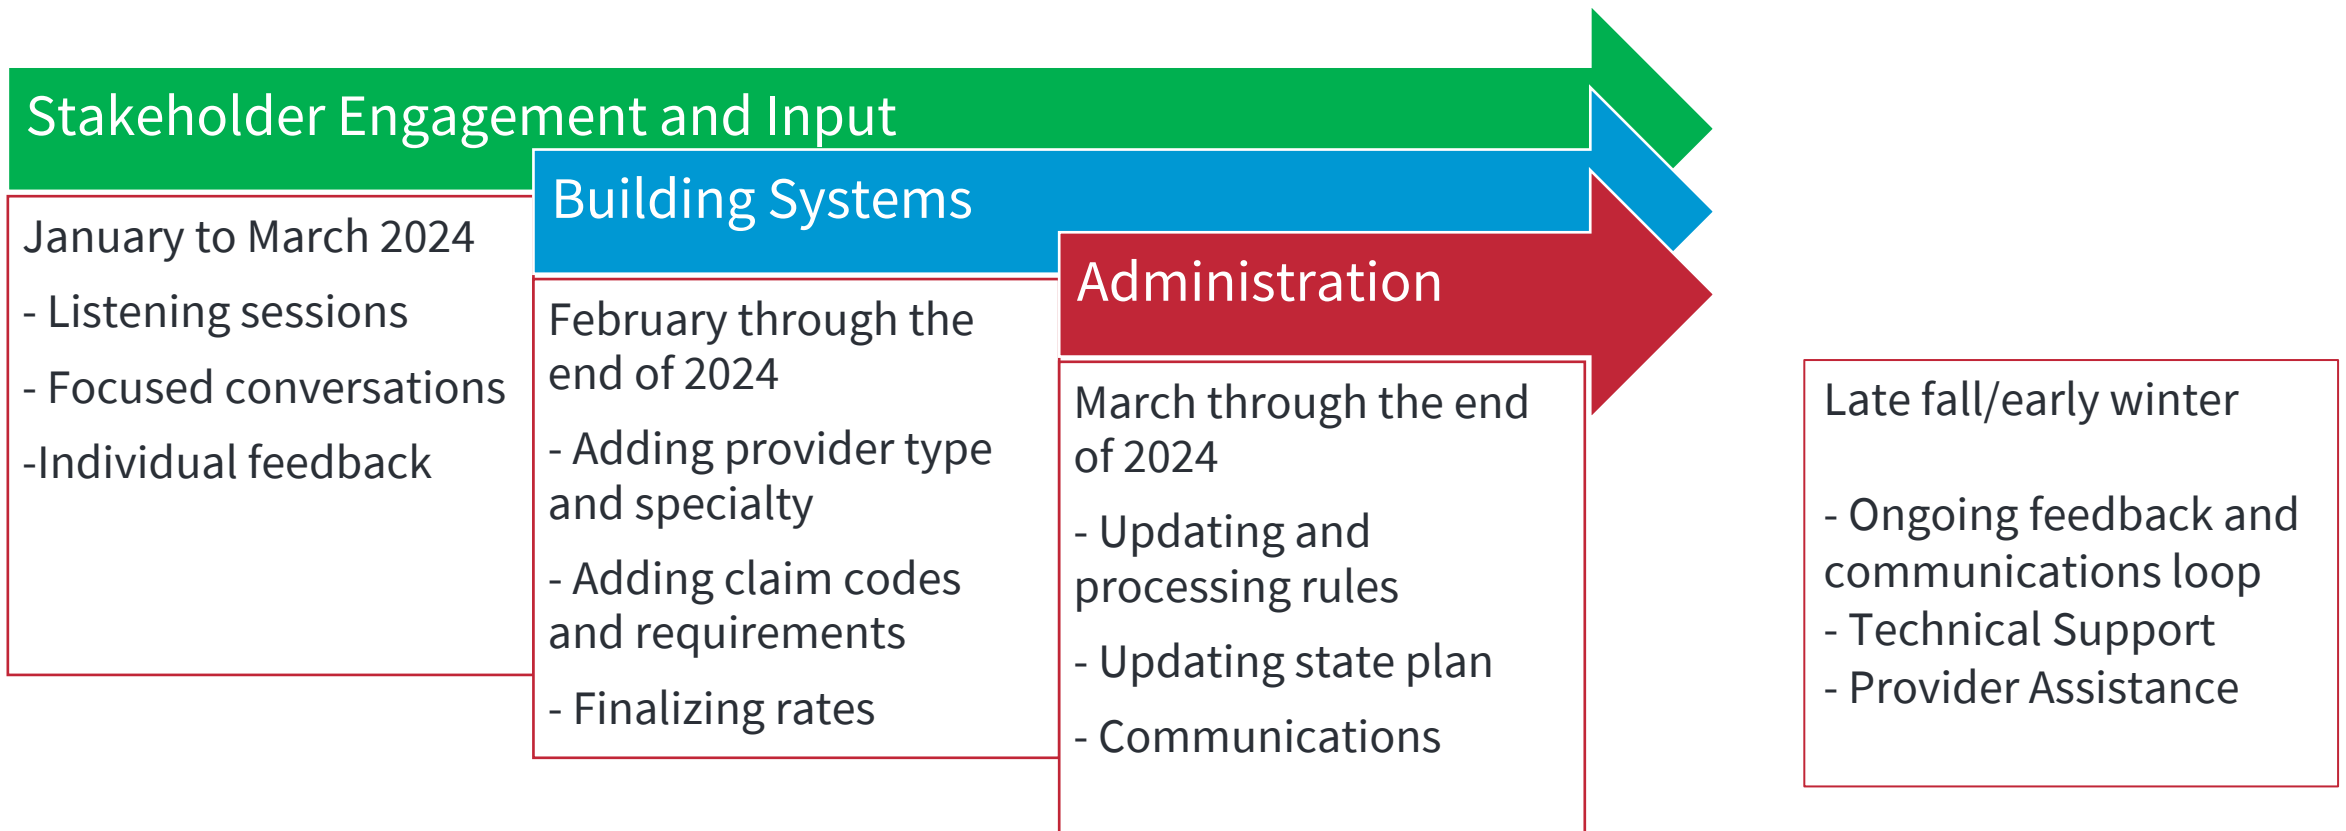 Stakeholder Engagement and Input
January to March 2024
- Listening sessions
- Focused conversations
-Individual feedback
Building Systems
February through the
end of 2024
- Adding provider type
and specialty
- Adding claim codes
and requirements
- Finalizing rates
Administration
March through the end
of 2024
- Updating and
processing rules
- Updating state plan
- Communications
Late fall/early winter
- Ongoing feedback and
communications loop
- Technical Support
- Provider Assistance